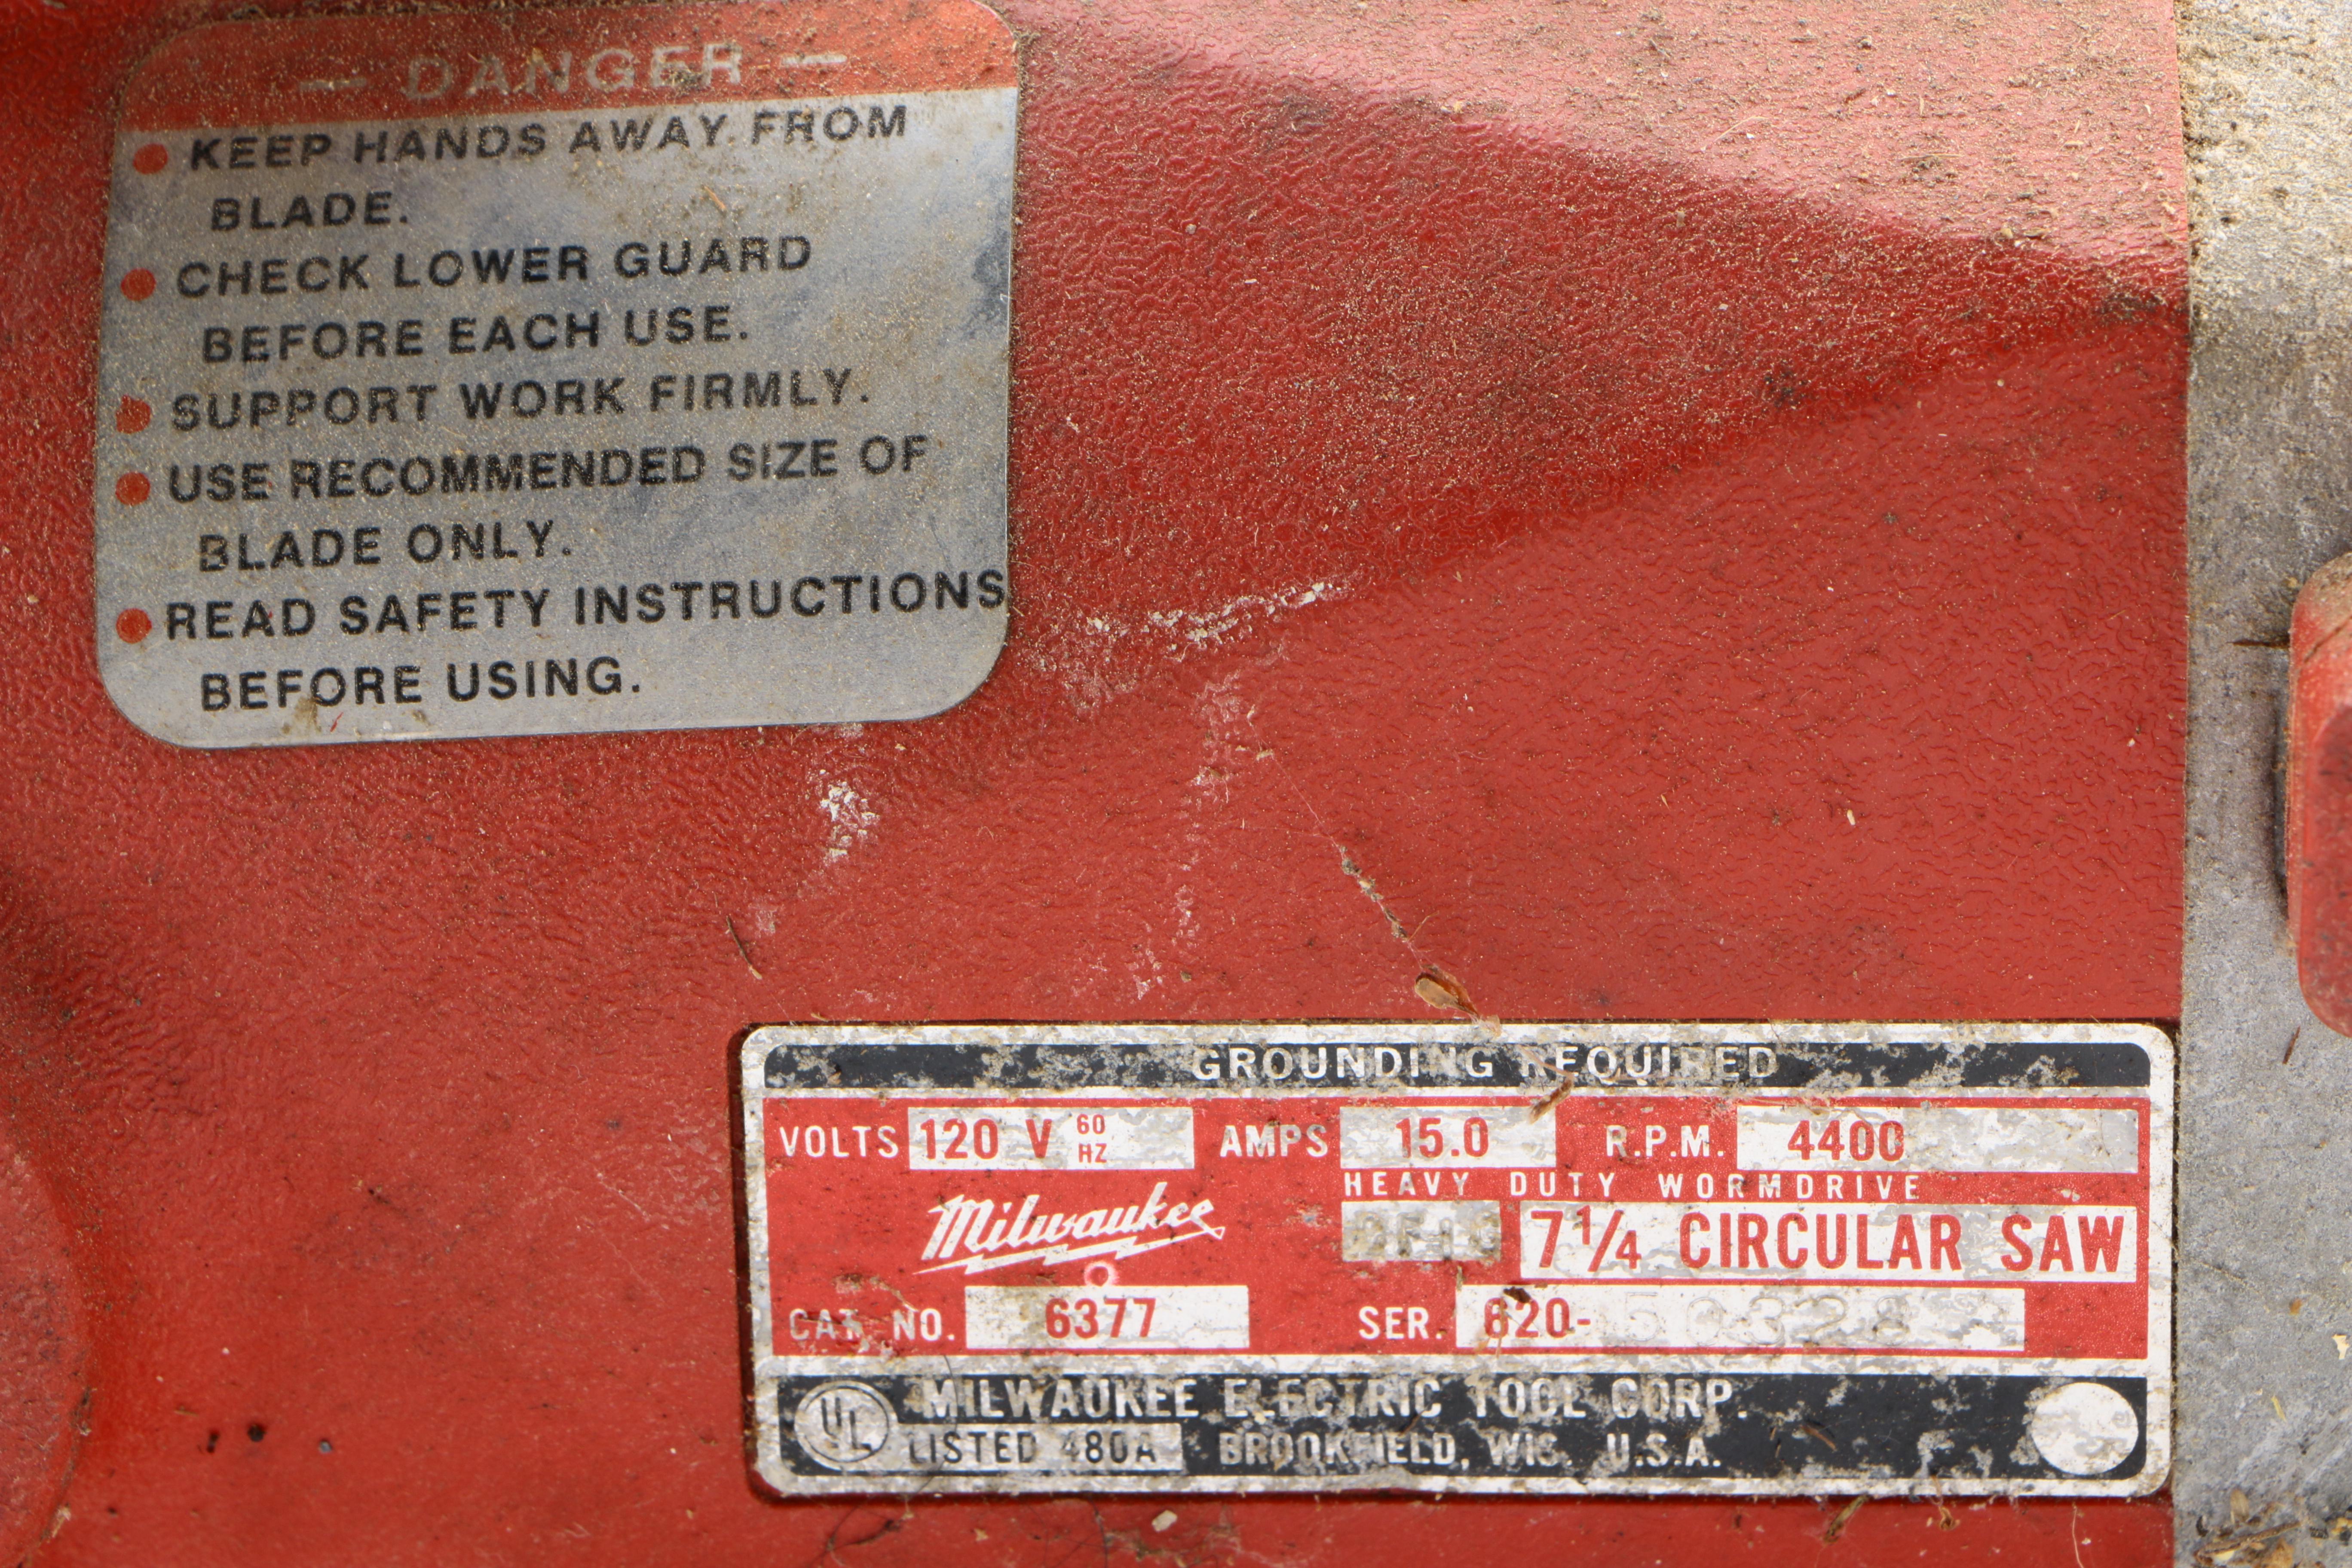 — DANGER —
● KEEP HANDS AWAY FROM
BLADE.
● CHECK LOWER GUARD
BEFORE EACH USE.
● SUPPORT WORK FIRMLY.
● USE RECOMMENDED SIZE OF
BLADE ONLY.
● READ SAFETY INSTRUCTIONS
BEFORE USING.
GROUNDING REQUIRED
VOLTS 120 V 60 HZ AMPS 15.0 R.P.M. 4400
HEAVY DUTY WORMDRIVE
Milwaukee
7 1/4 CIRCULAR SAW
CAT. NO. 6377 SER. 620-
UL MILWAUKEE ELECTRIC TOOL CORP.
LISTED 480A BROOKFIELD, WIS. U.S.A.